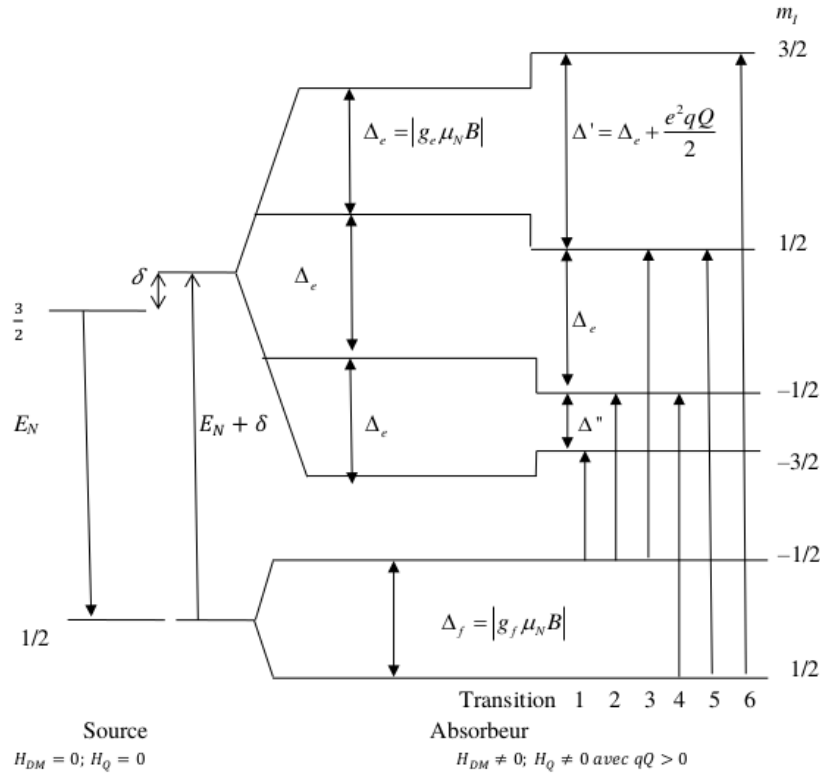 m_I
3/2
Δ_e = |g_e μ_N B|
Δ' = Δ_e + e²qQ/2
1/2
δ
Δ_e
Δ_e
3/2
−1/2
E_N
E_N + δ
Δ_e
Δ"
−3/2
−1/2
Δ_f = |g_f μ_N B|
1/2
1/2
Transition 1 2 3 4 5 6
Source Absorbeur
H_DM = 0; H_Q = 0 H_DM ≠ 0; H_Q ≠ 0 avec qQ > 0